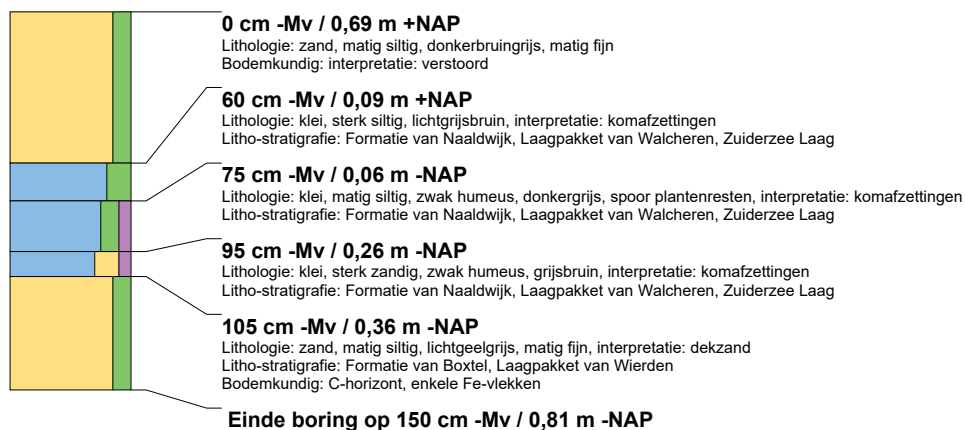 0 cm -Mv / 0,69 m +NAP
Lithologie: zand, matig siltig, donkerbruingrijs, matig fijn
Bodemkundig: interpretatie: verstoord
60 cm -Mv / 0,09 m +NAP
Lithologie: klei, sterk siltig, lichtgrijsbruin, interpretatie: komafzettingen
Litho-stratigrafie: Formatie van Naaldwijk, Laagpakket van Walcheren, Zuiderzee Laag
75 cm -Mv / 0,06 m -NAP
Lithologie: klei, matig siltig, zwak humeus, donkergrijs, spoor plantenresten, interpretatie: komafzettingen
Litho-stratigrafie: Formatie van Naaldwijk, Laagpakket van Walcheren, Zuiderzee Laag
95 cm -Mv / 0,26 m -NAP
Lithologie: klei, sterk zandig, zwak humeus, grijsbruin, interpretatie: komafzettingen
Litho-stratigrafie: Formatie van Naaldwijk, Laagpakket van Walcheren, Zuiderzee Laag
105 cm -Mv / 0,36 m -NAP
Lithologie: zand, matig siltig, lichtgeelgrijs, matig fijn, interpretatie: dekzand
Litho-stratigrafie: Formatie van Boxtel, Laagpakket van Wierden
Bodemkundig: C-horizont, enkele Fe-vlekken
Einde boring op 150 cm -Mv / 0,81 m -NAP